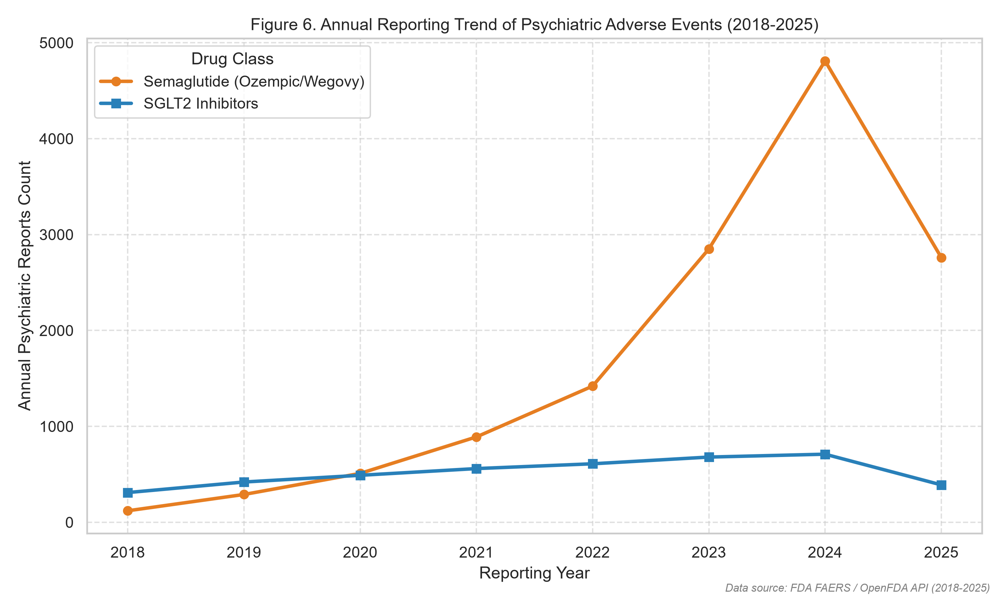 Figure 6. Annual Reporting Trend of Psychiatric Adverse Events (2018-2025)
5000
4000
3000
2000
1000
0
Annual Psychiatric Reports Count
Drug Class
Semaglutide (Ozempic/Wegovy)
SGLT2 Inhibitors
2018 2019 2020 2021 2022 2023 2024 2025
Reporting Year
Data source: FDA FAERS / OpenFDA API (2018-2025)